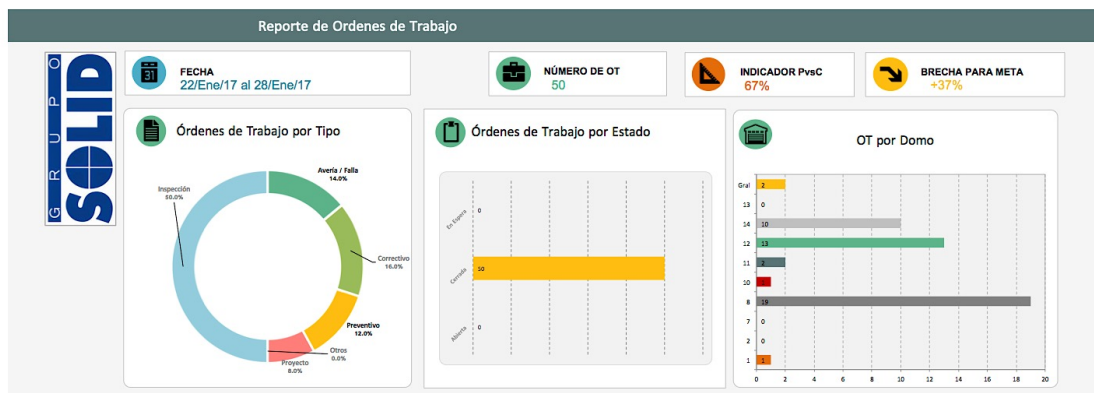 Reporte de Ordenes de Trabajo
GRUPO
SOLID
31
FECHA
22/Ene/17 al 28/Ene/17
NÚMERO DE OT
50
INDICADOR PvsC
67%
BRECHA PARA META
+37%
Órdenes de Trabajo por Tipo
Avería / Falla
14.0%
Inspección
50.0%
Correctivo
16.0%
Preventivo
12.0%
Otros
0.0%
Proyecto
8.0%
Órdenes de Trabajo por Estado
En Espera
0
Cerrada
50
Abierta
0
OT por Domo
Gral 2
13 0
14 10
12 13
11 2
10 1
8 19
7 0
2 0
1 1
0 2 4 6 8 10 12 14 16 18 20